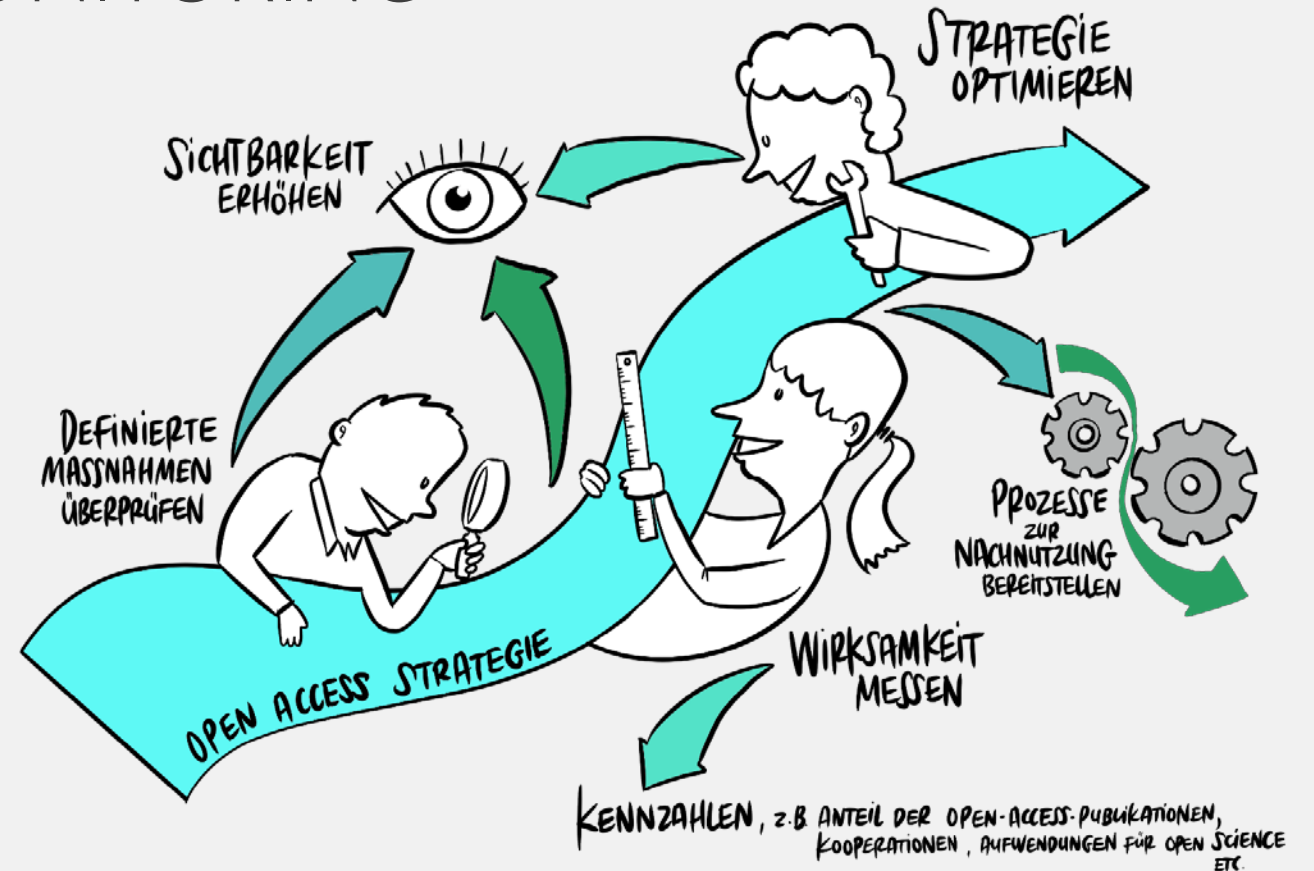 STRATEGIE
OPTIMIEREN
SICHTBARKEIT
ERHÖHEN
DEFINIERTE
MASSNAHMEN
ÜBERPRÜFEN
PROZESSE
ZUR
NACHNUTZUNG
BEREITSTELLEN
OPEN ACCESS STRATEGIE
WIRKSAMKEIT
MESSEN
KENNZAHLEN, Z.B. ANTEIL DER OPEN-ACCESS-PUBLIKATIONEN,
KOOPERATIONEN, AUFWENDUNGEN FÜR OPEN SCIENCE
ETC.